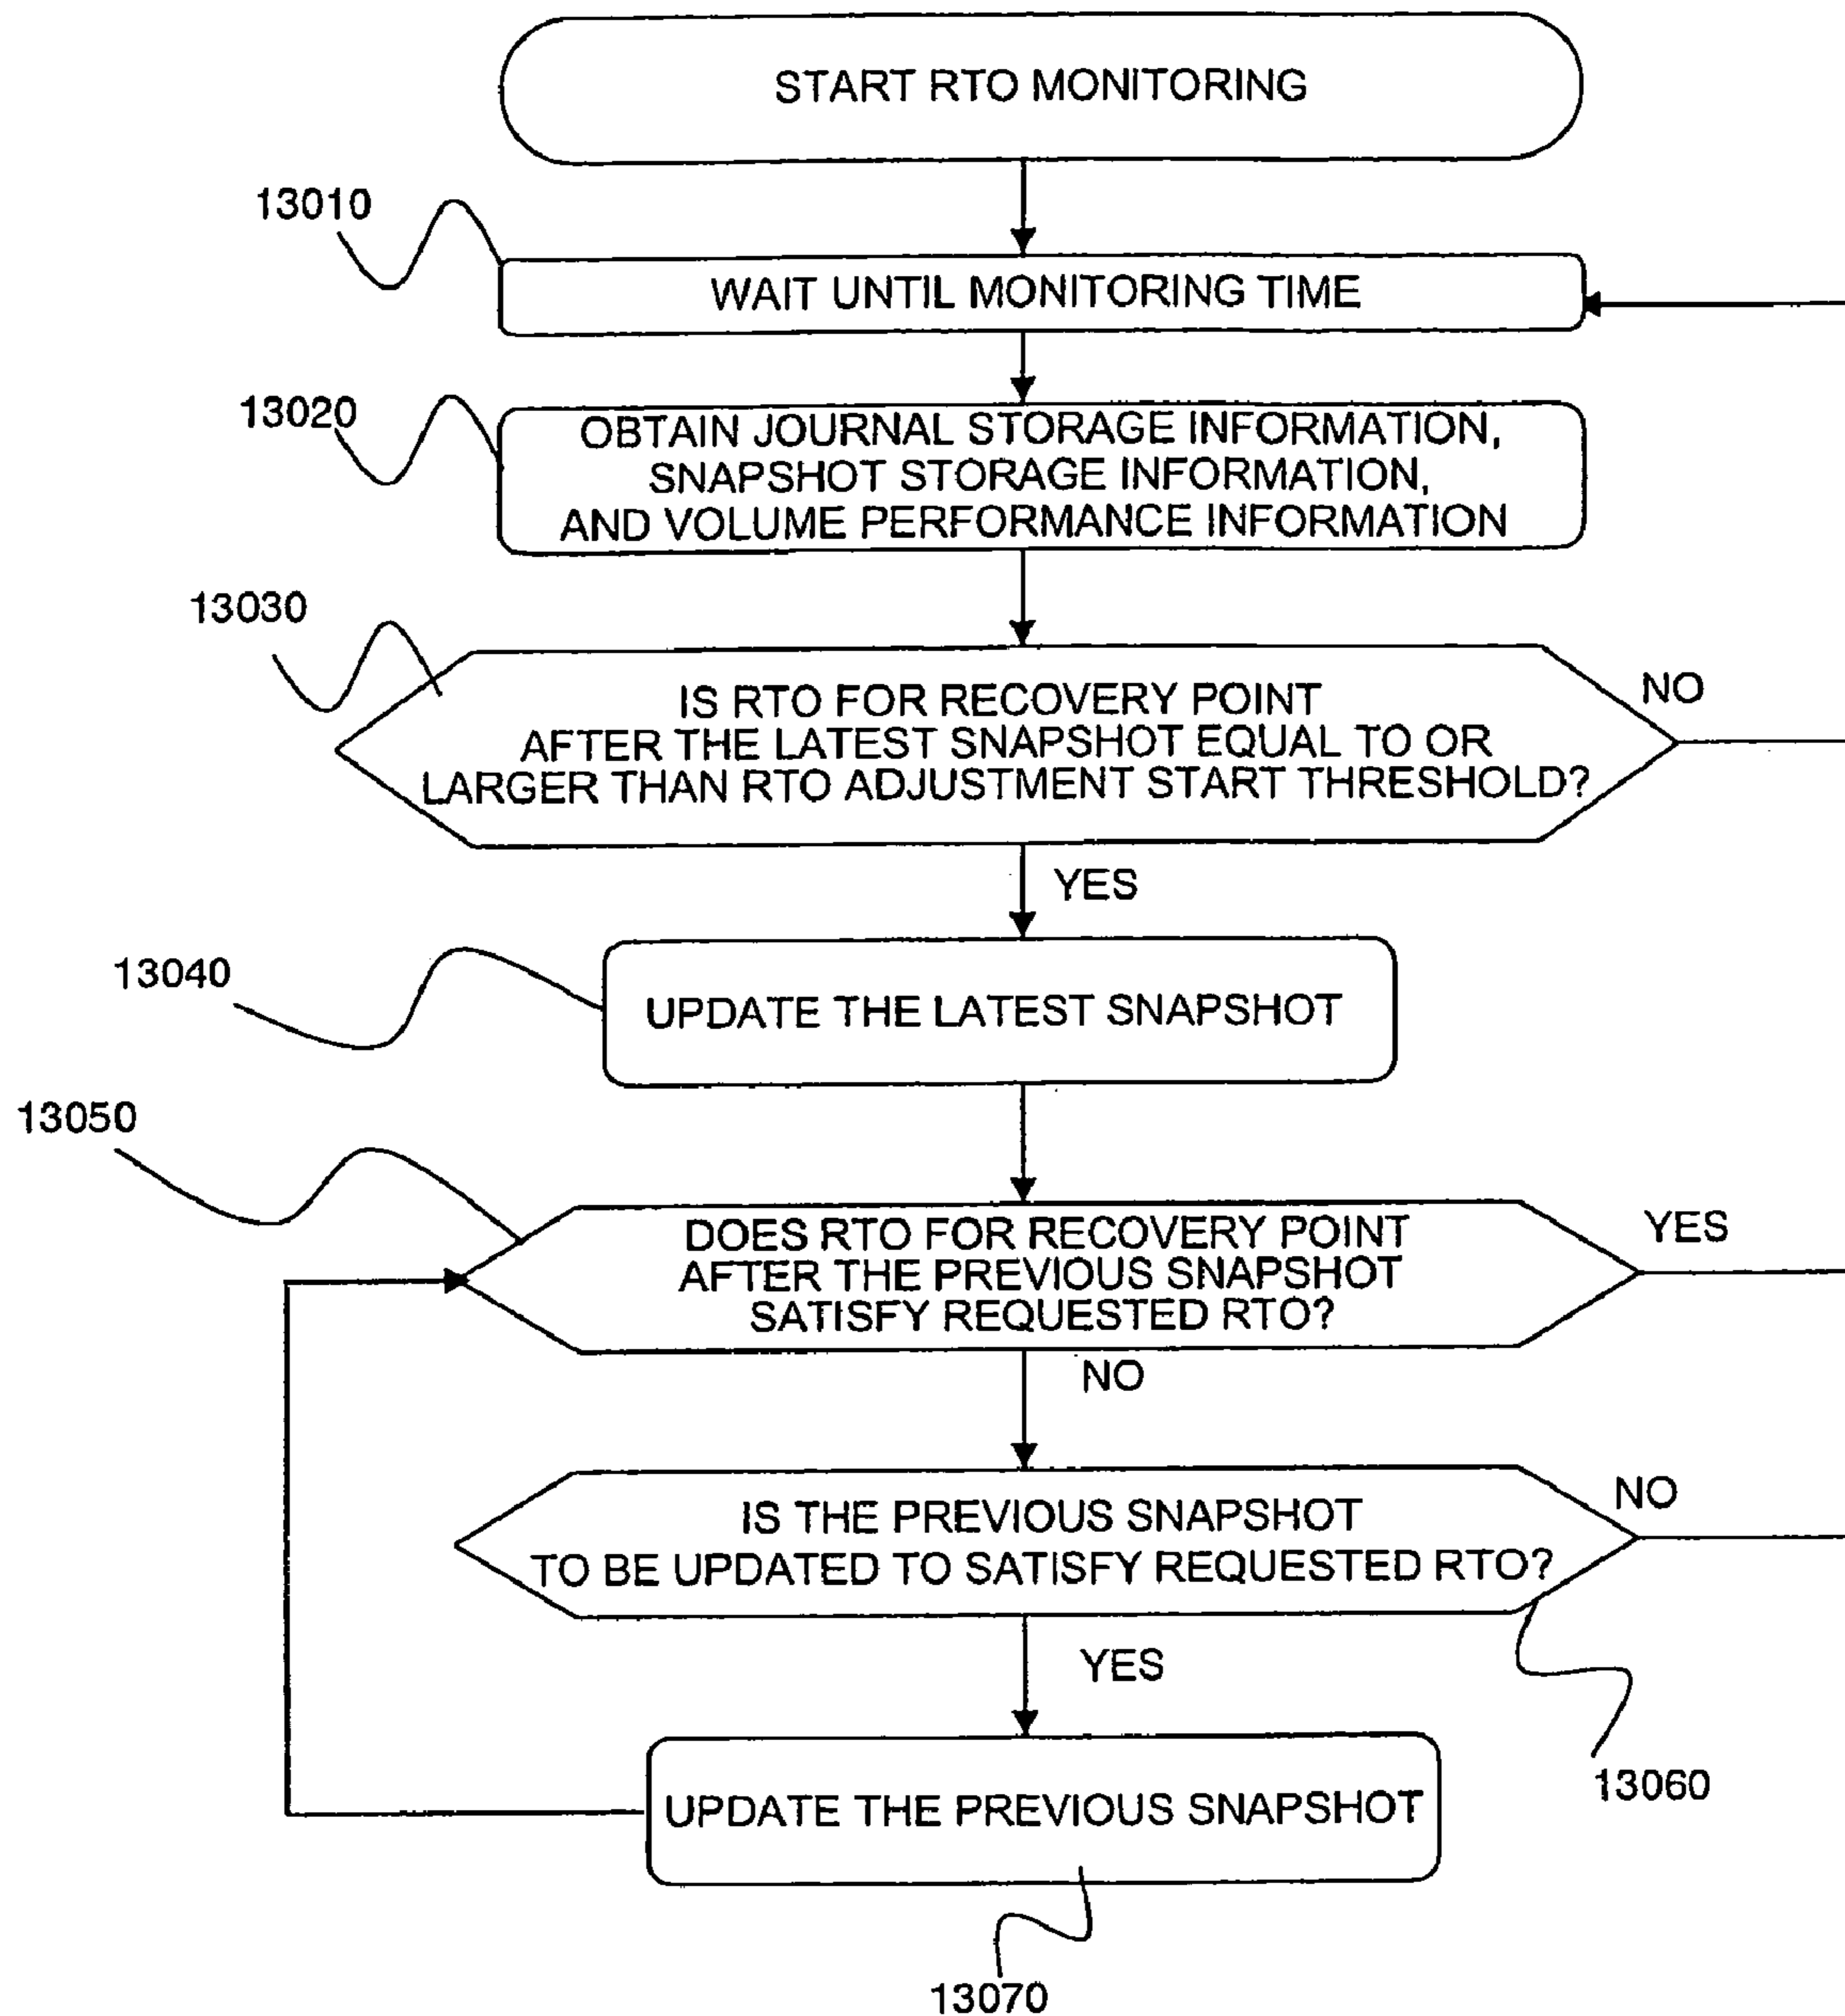 START RTO MONITORING
13010
WAIT UNTIL MONITORING TIME
13020
OBTAIN JOURNAL STORAGE INFORMATION,
SNAPSHOT STORAGE INFORMATION,
AND VOLUME PERFORMANCE INFORMATION
13030
IS RTO FOR RECOVERY POINT
AFTER THE LATEST SNAPSHOT EQUAL TO OR
LARGER THAN RTO ADJUSTMENT START THRESHOLD?
NO
YES
13040
UPDATE THE LATEST SNAPSHOT
13050
DOES RTO FOR RECOVERY POINT
AFTER THE PREVIOUS SNAPSHOT
SATISFY REQUESTED RTO?
YES
NO
IS THE PREVIOUS SNAPSHOT
TO BE UPDATED TO SATISFY REQUESTED RTO?
NO
YES
13060
UPDATE THE PREVIOUS SNAPSHOT
13070